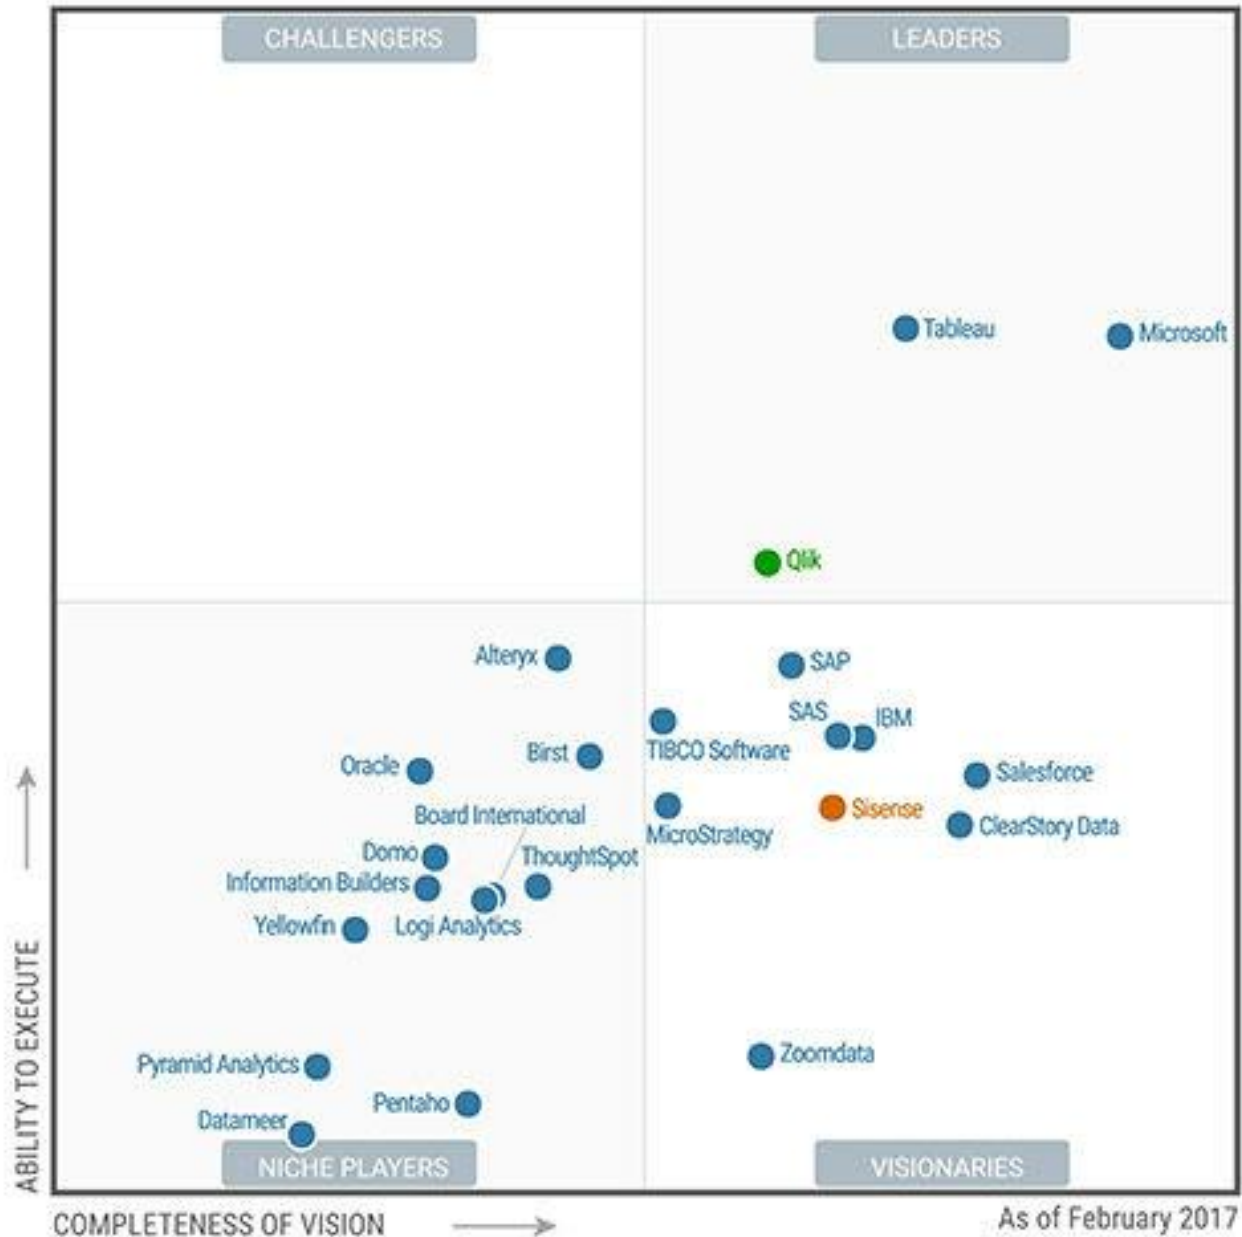 CHALLENGERS
LEADERS
Tableau
Microsoft
Qlik
Alteryx
SAP
SAS
IBM
TIBCO Software
Birst
Oracle
Salesforce
Board International
Sisense
MicroStrategy
ClearStory Data
Domo
ThoughtSpot
Information Builders
Yellowfin
Logi Analytics
Pyramid Analytics
Zoomdata
Pentaho
Datameer
NICHE PLAYERS
VISIONARIES
ABILITY TO EXECUTE
COMPLETENESS OF VISION
As of February 2017